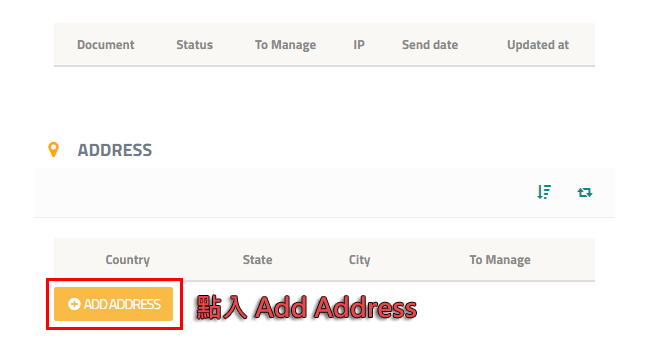 Document Status To Manage IP Send date Updated at
ADDRESS
Country State City To Manage
ADD ADDRESS
點入 Add Address